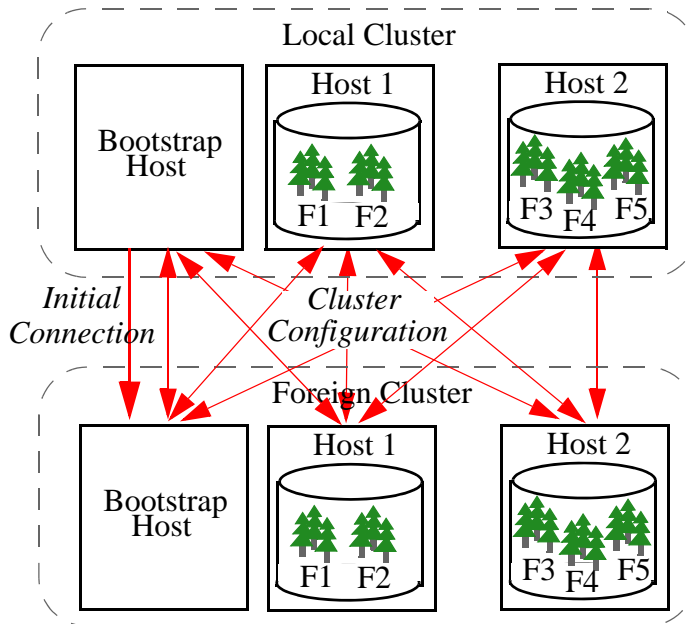 Local Cluster
Bootstrap
Host
Host 1
F1 F2
Host 2
F3 F4 F5
Initial
Connection
Cluster
Configuration
Foreign Cluster
Bootstrap
Host
Host 1
F1 F2
Host 2
F3 F4 F5